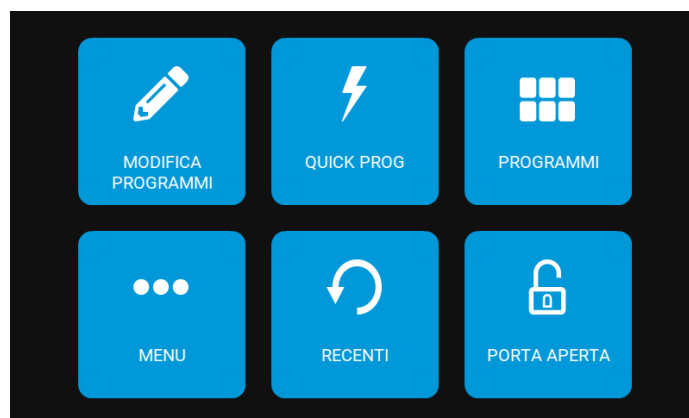 MODIFICA
PROGRAMMI
QUICK PROG
PROGRAMMI
MENU
RECENTI
PORTA APERTA